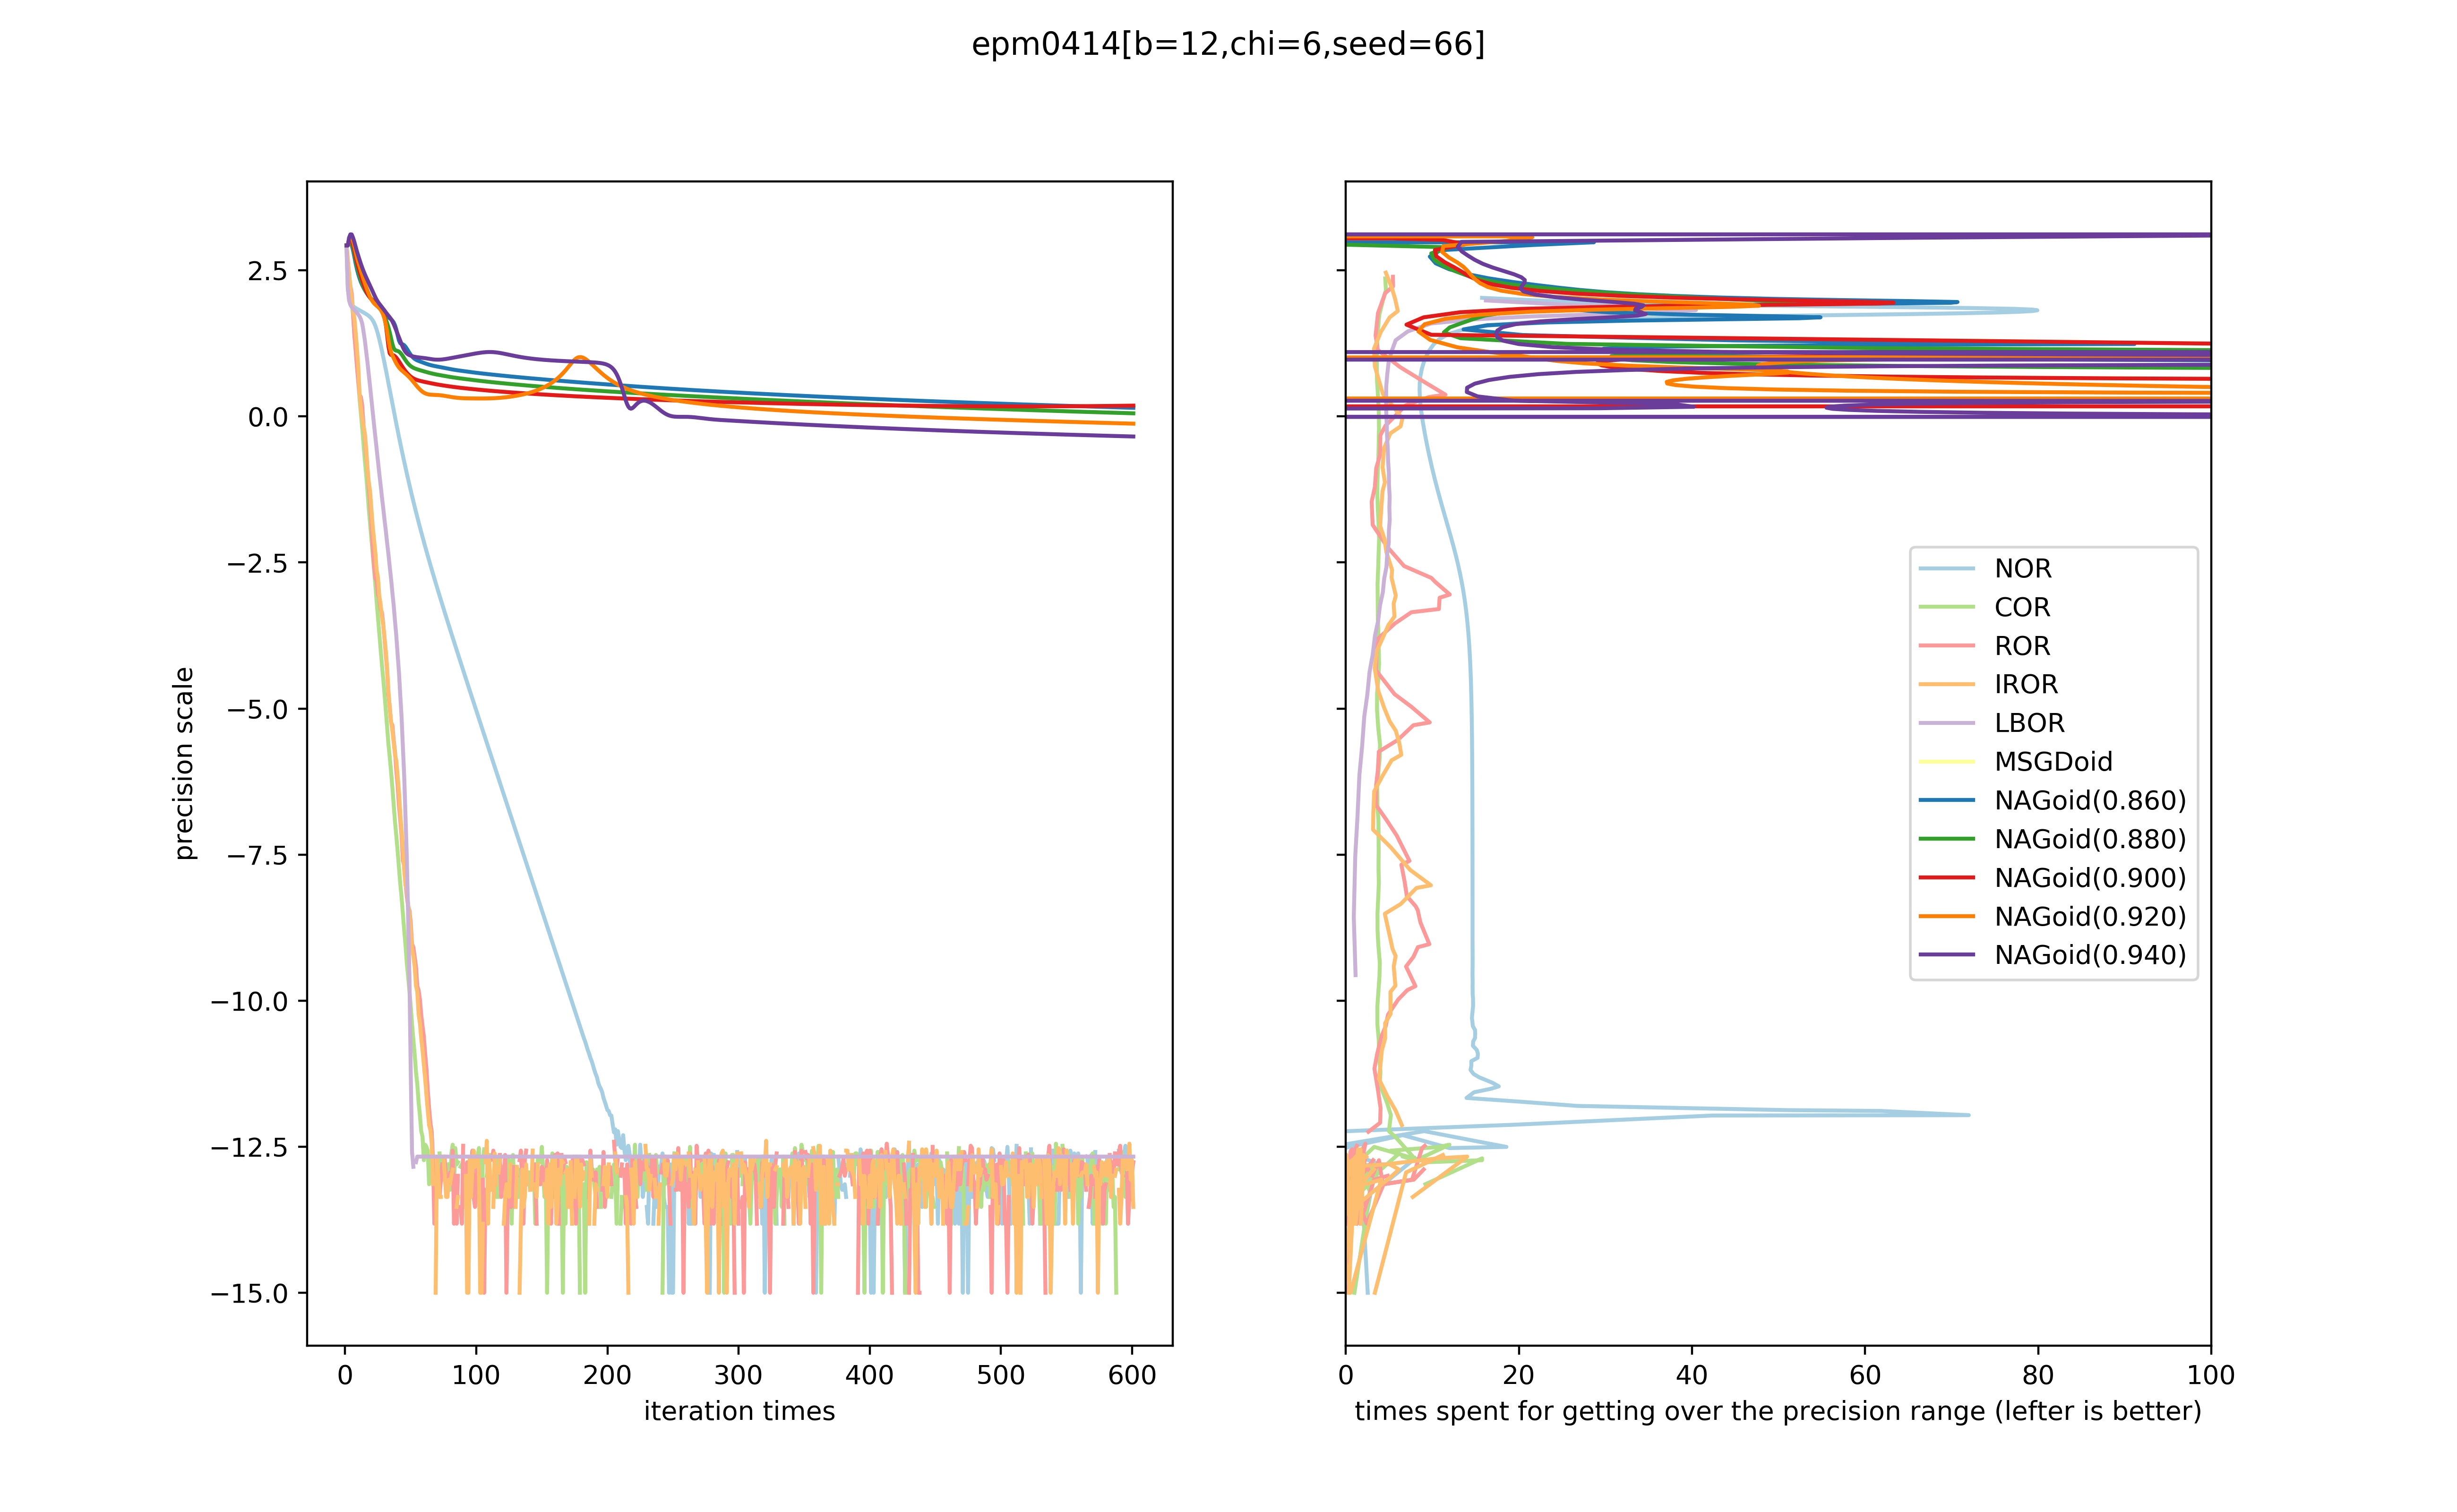 epm0414[b=12,chi=6,seed=66]
precision scale
2.5
0.0
−2.5
−5.0
−7.5
−10.0
−12.5
−15.0
0 100 200 300 400 500 600
iteration times
NOR
COR
ROR
IROR
LBOR
MSGDoid
NAGoid(0.860)
NAGoid(0.880)
NAGoid(0.900)
NAGoid(0.920)
NAGoid(0.940)
0 20 40 60 80 100
times spent for getting over the precision range (lefter is better)